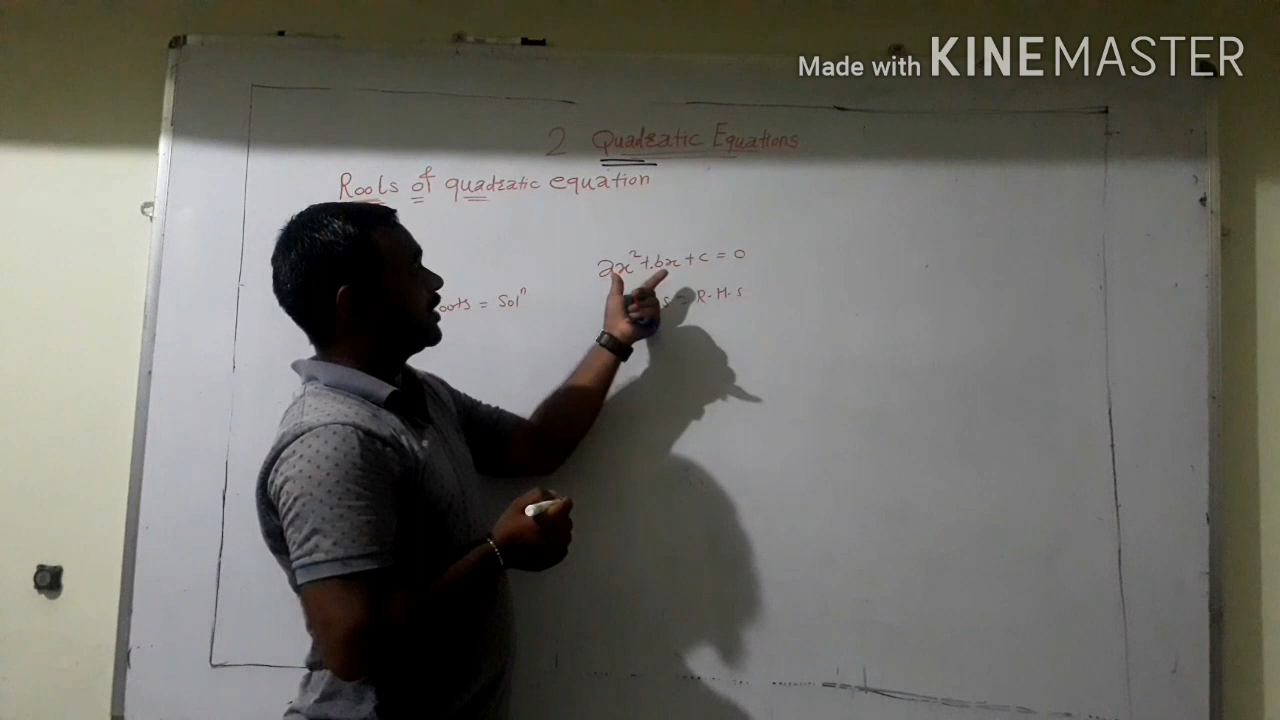 Made with KINEMASTER
2 Quadratic Equations
Roots of quadratic equation
ax² + bx + c = 0
oots = Solⁿ
s = R.H.S